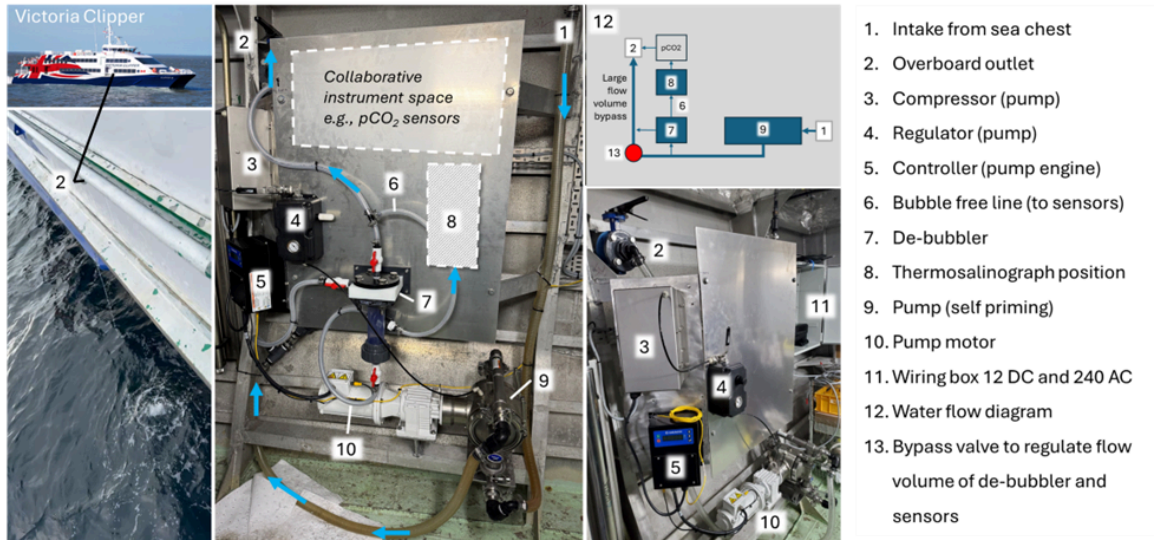 Victoria Clipper
2
2
1
Collaborative
instrument space
e.g., pCO₂ sensors
3
4
5
6
7
8
9
10
12
2
pCO2
8
6
7
9
1
13
Large
flow
volume
bypass
2
3
4
5
10
11
1. Intake from sea chest
2. Overboard outlet
3. Compressor (pump)
4. Regulator (pump)
5. Controller (pump engine)
6. Bubble free line (to sensors)
7. De-bubbler
8. Thermosalinograph position
9. Pump (self priming)
10. Pump motor
11. Wiring box 12 DC and 240 AC
12. Water flow diagram
13. Bypass valve to regulate flow
volume of de-bubbler and
sensors